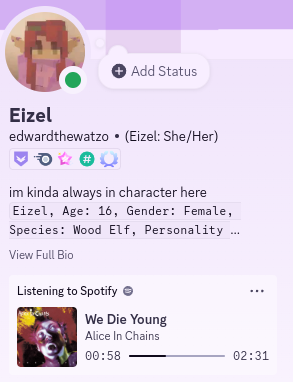 Add Status
Eizel
edwardthewatzo • (Eizel: She/Her)
im kinda always in character here
Eizel, Age: 16, Gender: Female,
Species: Wood Elf, Personality ...
View Full Bio
Listening to Spotify
We Die Young
Alice In Chains
00:58 02:31